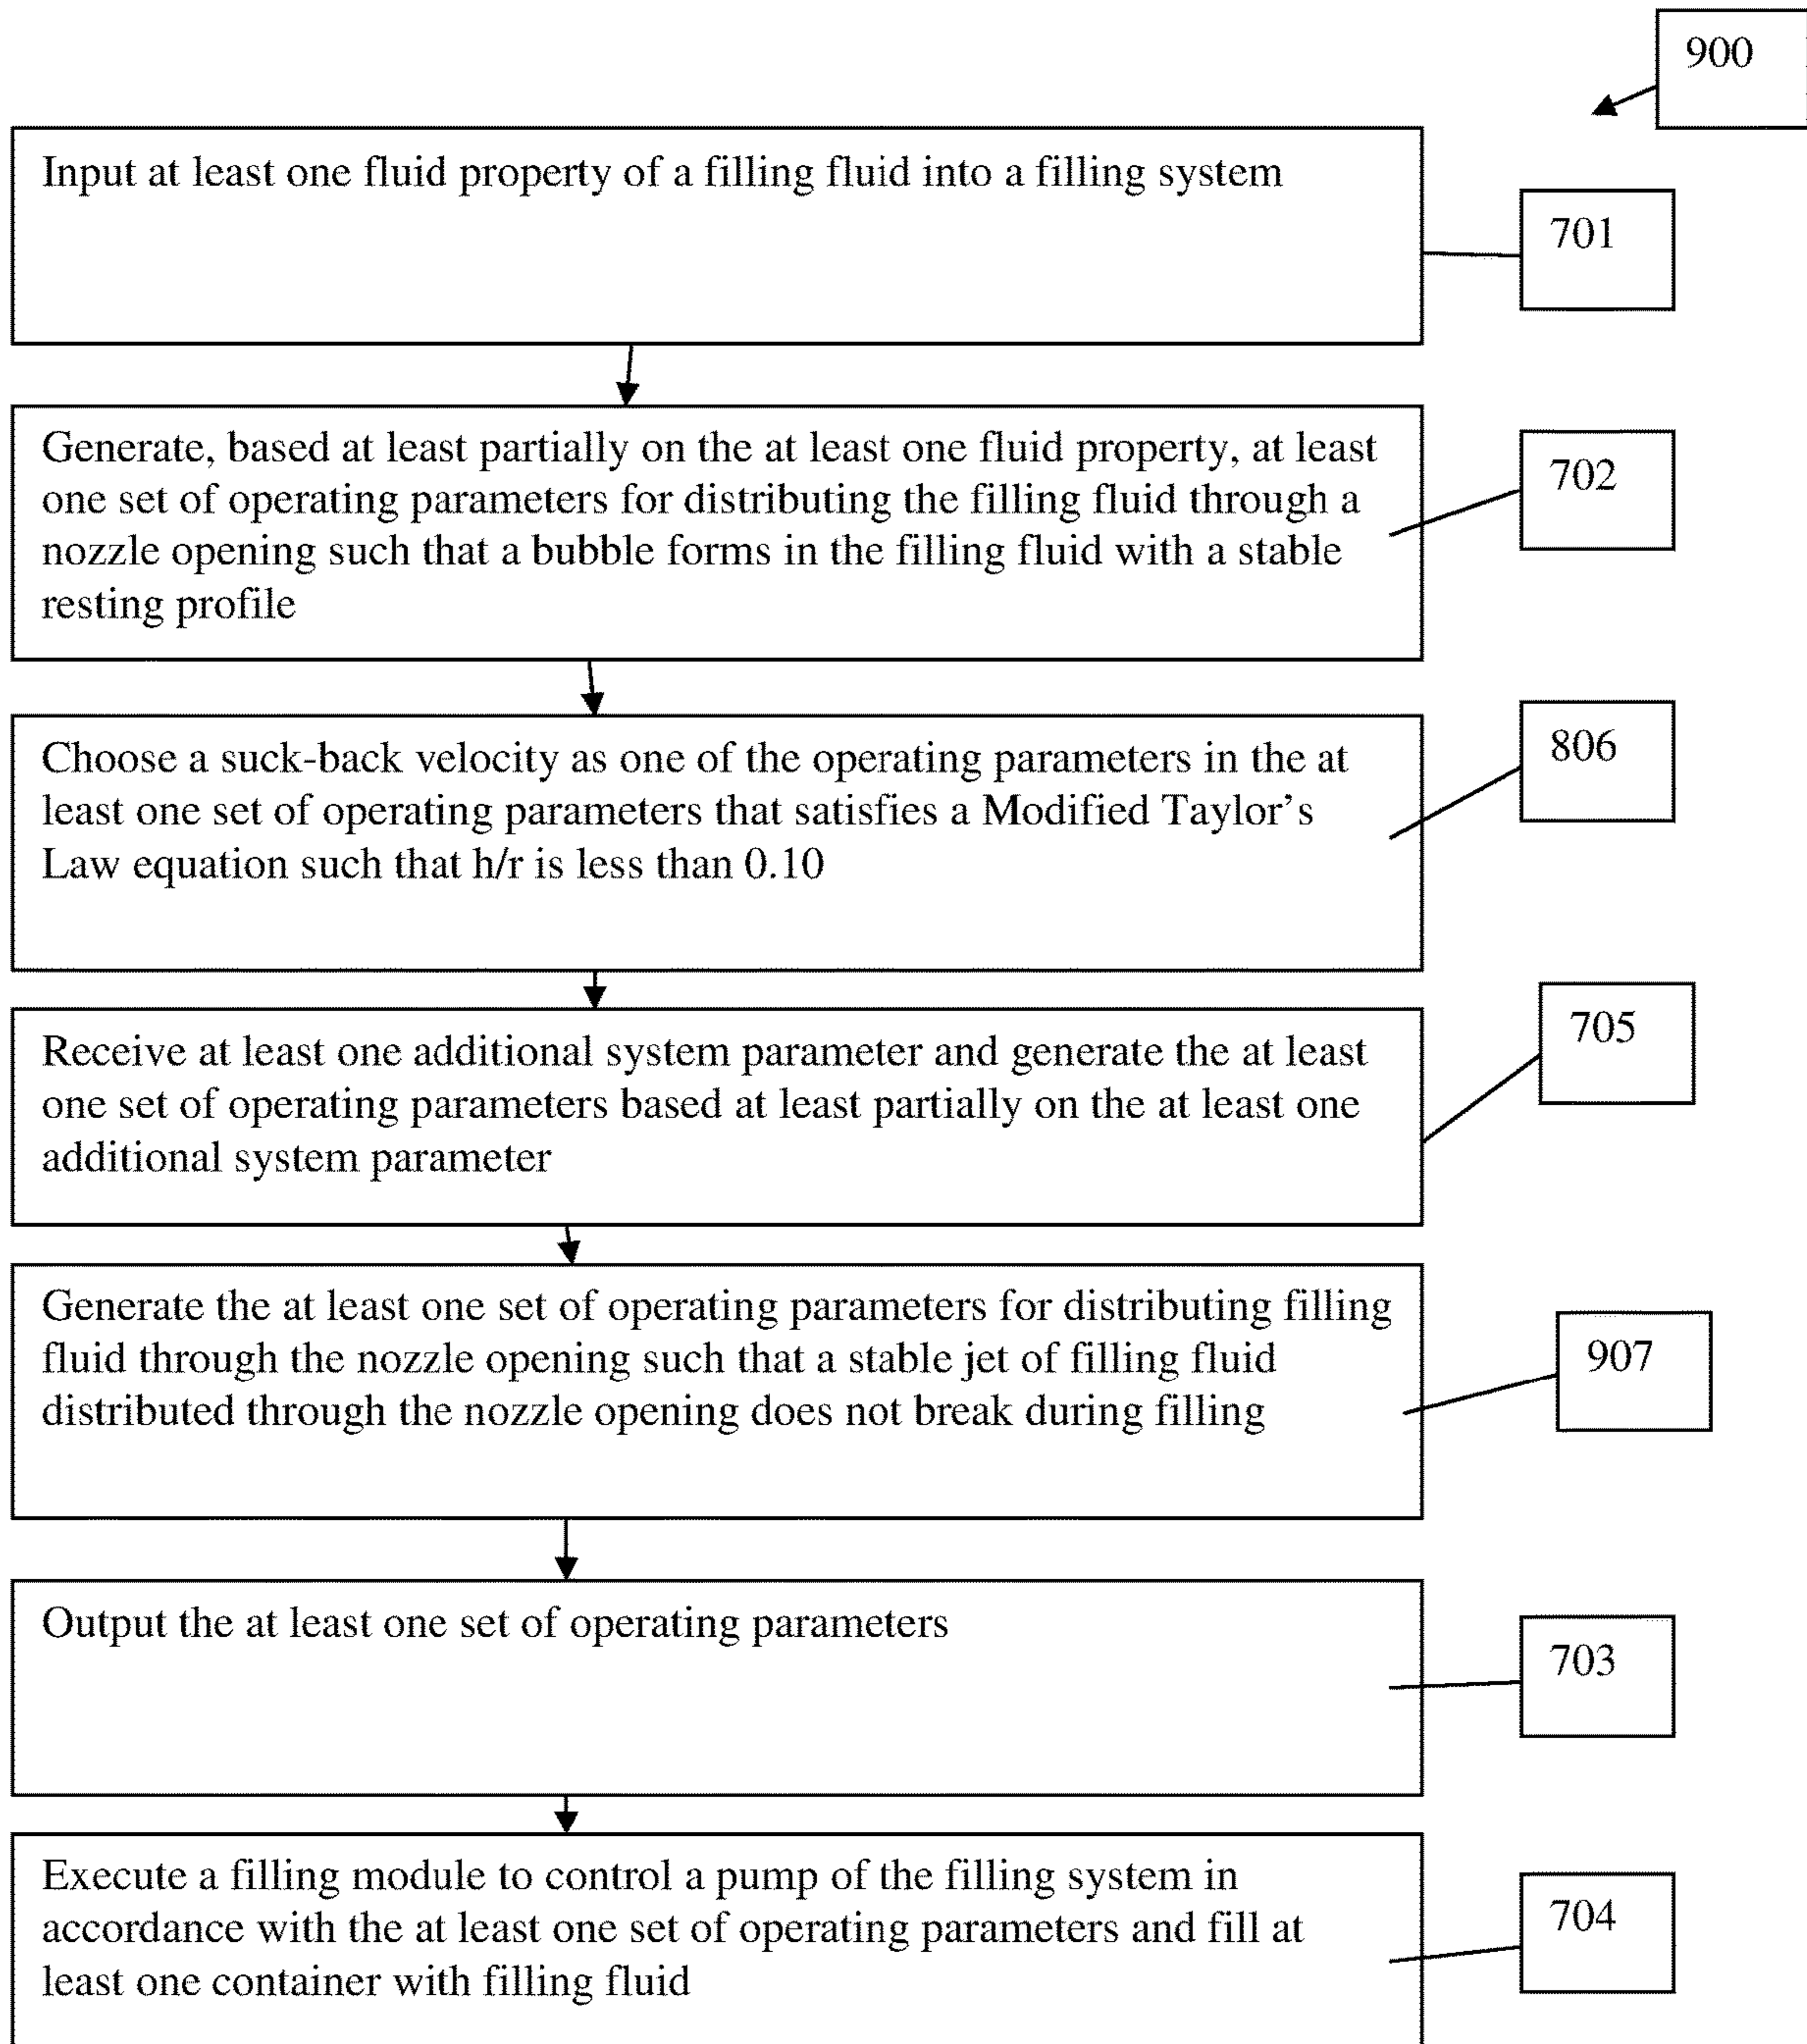 900
Input at least one fluid property of a filling fluid into a filling system
701
Generate, based at least partially on the at least one fluid property, at least
one set of operating parameters for distributing the filling fluid through a
nozzle opening such that a bubble forms in the filling fluid with a stable
resting profile
702
Choose a suck-back velocity as one of the operating parameters in the at
least one set of operating parameters that satisfies a Modified Taylor's
Law equation such that h/r is less than 0.10
806
Receive at least one additional system parameter and generate the at least
one set of operating parameters based at least partially on the at least one
additional system parameter
705
Generate the at least one set of operating parameters for distributing filling
fluid through the nozzle opening such that a stable jet of filling fluid
distributed through the nozzle opening does not break during filling
907
Output the at least one set of operating parameters
703
Execute a filling module to control a pump of the filling system in
accordance with the at least one set of operating parameters and fill at
least one container with filling fluid
704